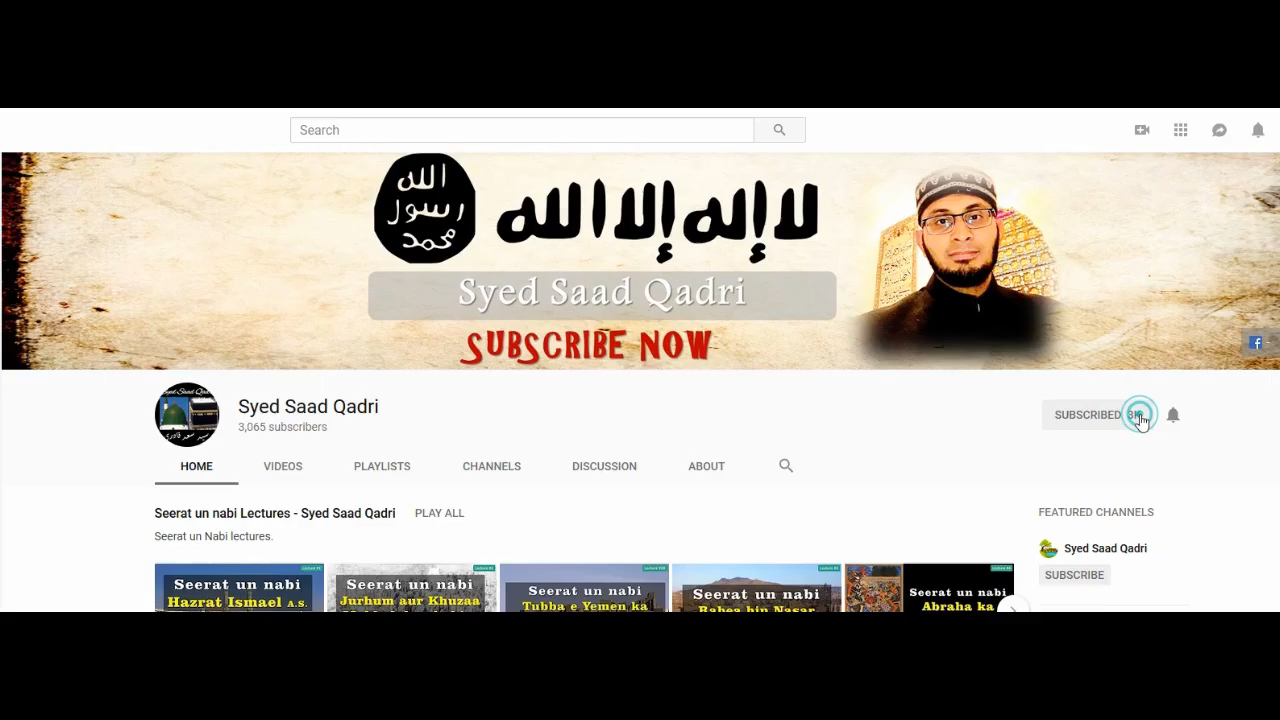 Search
الله
رسول
محمد
لا إله إلا الله
Syed Saad Qadri
SUBSCRIBE NOW
Syed Saad Qadri
3,065 subscribers
SUBSCRIBED
HOME VIDEOS PLAYLISTS CHANNELS DISCUSSION ABOUT
Seerat un nabi Lectures - Syed Saad Qadri PLAY ALL
Seerat un Nabi lectures.
FEATURED CHANNELS
Syed Saad Qadri
SUBSCRIBE
Seerat un nabi
Hazrat Ismael A.S.
Seerat un nabi
Jurhum aur Khuzaa
Seerat un nabi
Tubba e Yemen ka
Seerat un nabi
Rabea bin Nasar
Seerat un nabi
Abraha ka